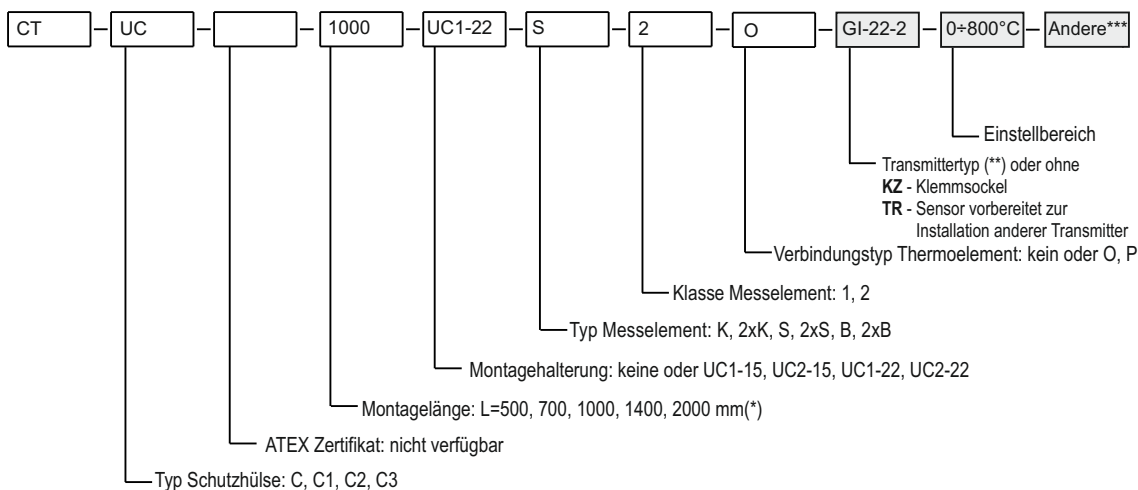 CT – UC – – 1000 – UC1-22 – S – 2 – O – GI-22-2 – 0÷800°C – Andere***
Einstellbereich
Transmittertyp (**) oder ohne
KZ - Klemmsockel
TR - Sensor vorbereitet zur
Installation anderer Transmitter
Verbindungstyp Thermoelement: kein oder O, P
Klasse Messelement: 1, 2
Typ Messelement: K, 2xK, S, 2xS, B, 2xB
Montagehalterung: keine oder UC1-15, UC2-15, UC1-22, UC2-22
Montagelänge: L=500, 700, 1000, 1400, 2000 mm(*)
ATEX Zertifikat: nicht verfügbar
Typ Schutzhülse: C, C1, C2, C3